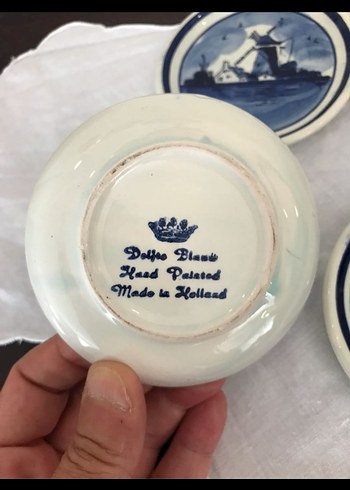 Delfts Blauw
Hand Painted
Made in Holland